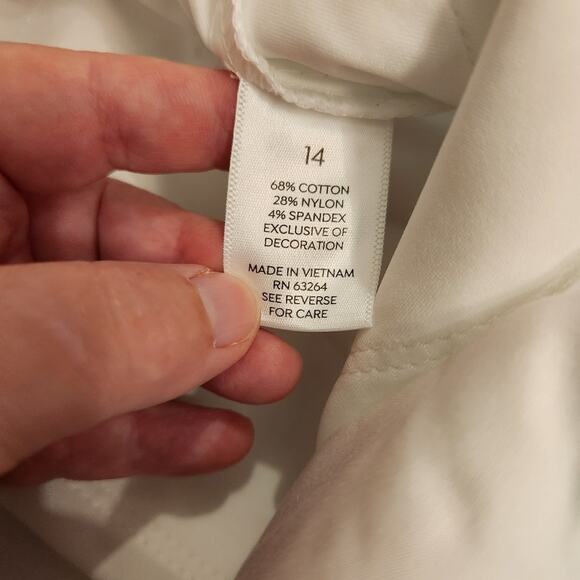 14
68% COTTON
28% NYLON
4% SPANDEX
EXCLUSIVE OF
DECORATION
MADE IN VIETNAM
RN 63264
SEE REVERSE
FOR CARE